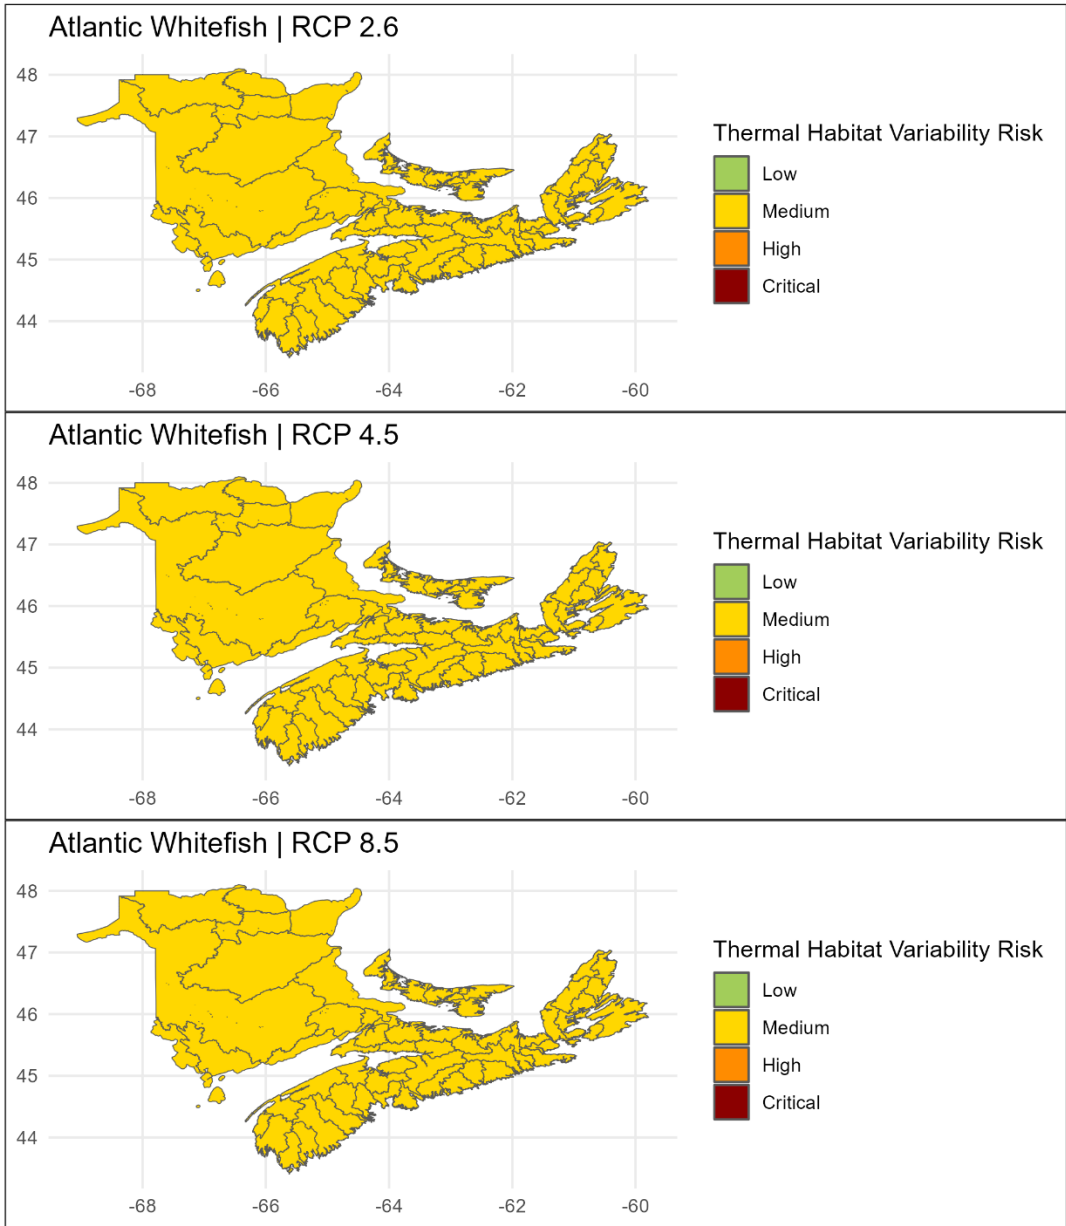 Atlantic Whitefish | RCP 2.6
48
47
46
45
44
-68
-66
-64
-62
-60
Thermal Habitat Variability Risk
Low
Medium
High
Critical
Atlantic Whitefish | RCP 4.5
48
47
46
45
44
-68
-66
-64
-62
-60
Thermal Habitat Variability Risk
Low
Medium
High
Critical
Atlantic Whitefish | RCP 8.5
48
47
46
45
44
-68
-66
-64
-62
-60
Thermal Habitat Variability Risk
Low
Medium
High
Critical